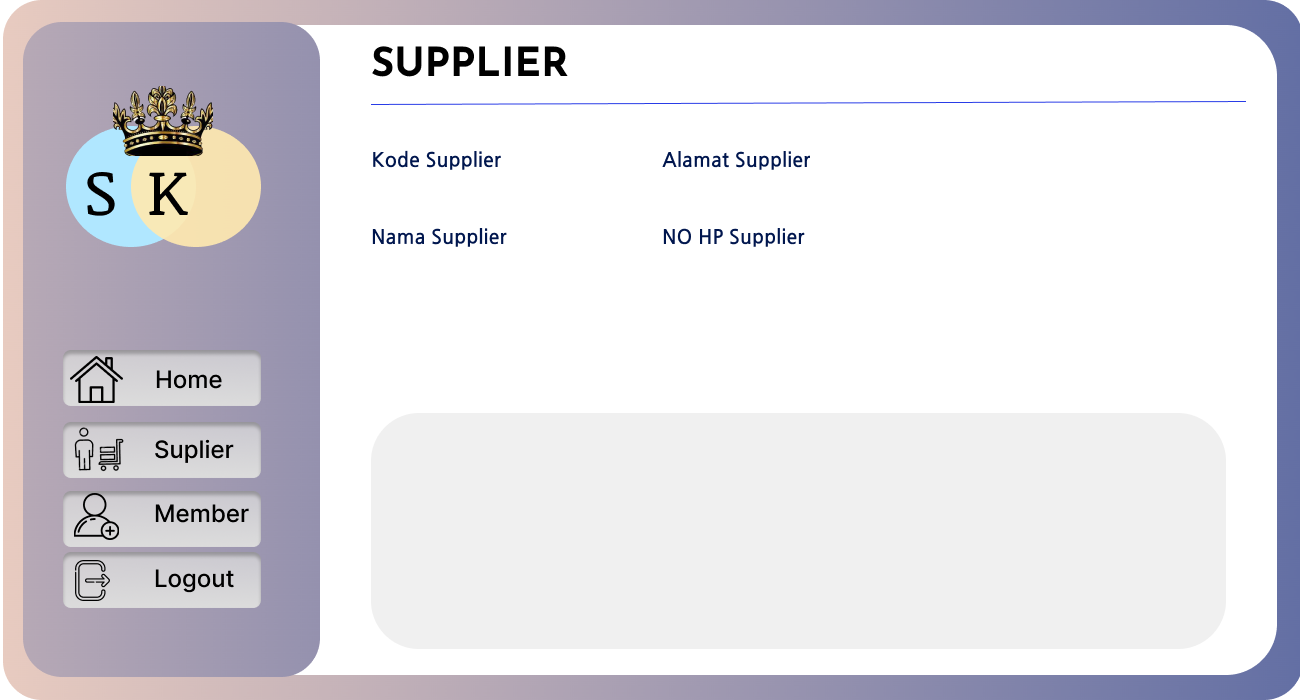 SUPPLIER
S K
Kode Supplier
Alamat Supplier
Nama Supplier
NO HP Supplier
Home
Suplier
Member
Logout